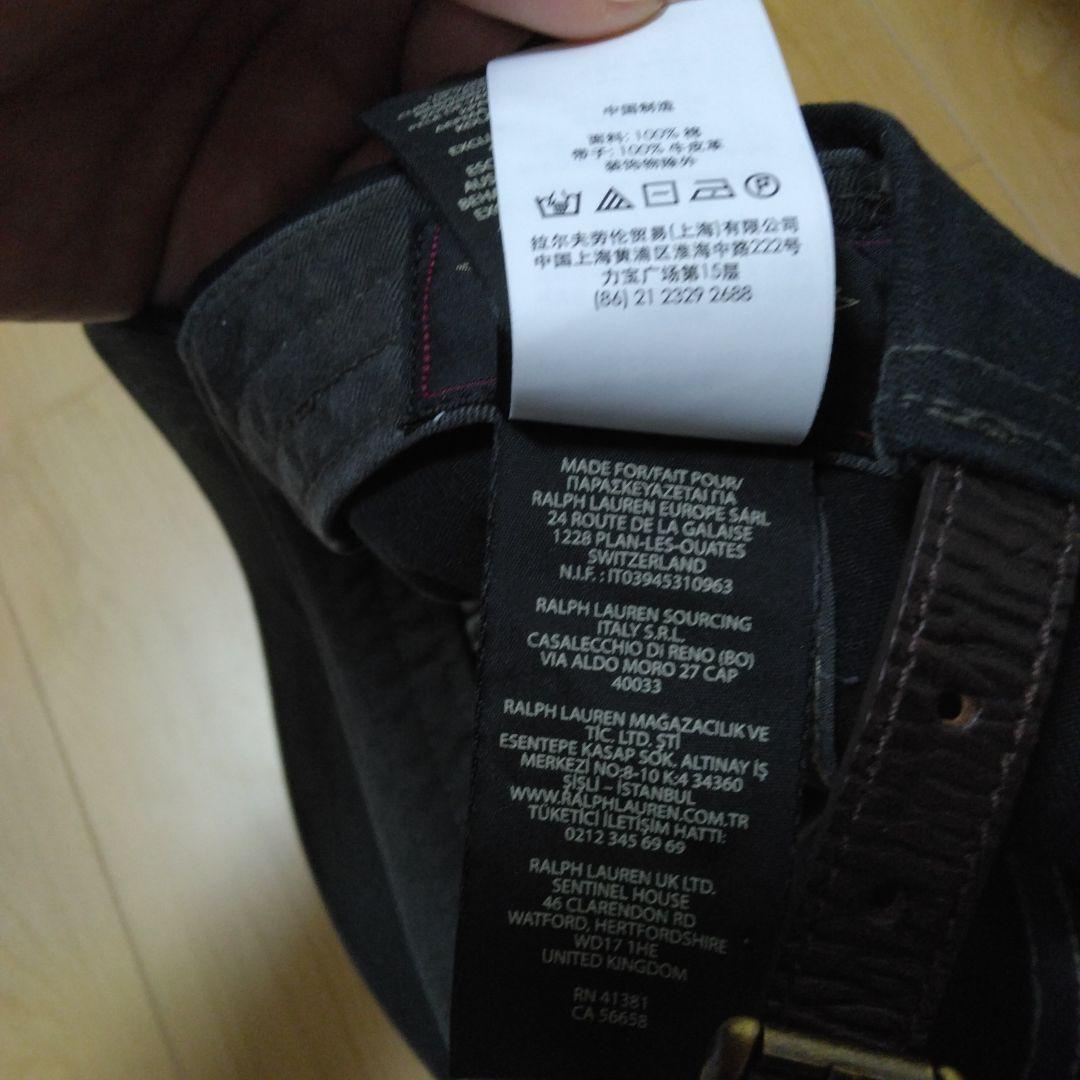 中国制造
面料: 100% 棉
带子: 100% 牛皮革
装饰物除外
拉尔夫劳伦贸易(上海)有限公司
中国上海黄浦区淮海中路222号
力宝广场第15层
(86) 21 2329 2688
MADE FOR/FAIT POUR/
ΠΑΡΑΣΚΕΥΑΖΕΤΑΙ ΓΙΑ
RALPH LAUREN EUROPE SARL
24 ROUTE DE LA GALAISE
1228 PLAN-LES-OUATES
SWITZERLAND
N.I.F. : IT03945310963
RALPH LAUREN SOURCING
ITALY S.R.L.
CASALECCHIO DI RENO (BO)
VIA ALDO MORO 27 CAP
40033
RALPH LAUREN MAĞAZACILIK VE
TİC. LTD. ŞTİ
ESENTEPE KASAP SOK. ALTINAY İŞ
MERKEZİ NO:8-10 K:4 34360
ŞİŞLİ – İSTANBUL
WWW.RALPHLAUREN.COM.TR
TÜKETİCİ İLETİŞİM HATTI:
0212 345 69 69
RALPH LAUREN UK LTD.
SENTINEL HOUSE
46 CLARENDON RD
WATFORD, HERTFORDSHIRE
WD17 1HE
UNITED KINGDOM
RN 41381
CA 56658